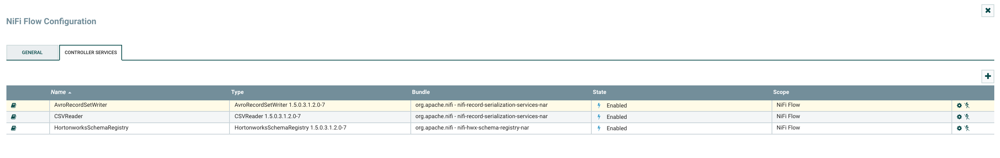 NiFi Flow Configuration
GENERAL CONTROLLER SERVICES
Name Type Bundle State Scope
AvroRecordSetWriter AvroRecordSetWriter 1.5.0.3.1.2.0-7 org.apache.nifi - nifi-record-serialization-services-nar Enabled NiFi Flow
CSVReader CSVReader 1.5.0.3.1.2.0-7 org.apache.nifi - nifi-record-serialization-services-nar Enabled NiFi Flow
HortonworksSchemaRegistry HortonworksSchemaRegistry 1.5.0.3.1.2.0-7 org.apache.nifi - nifi-hwx-schema-registry-nar Enabled NiFi Flow